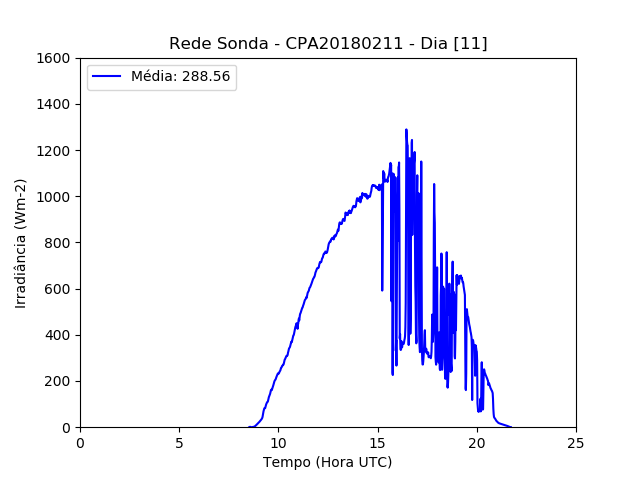 Rede Sonda - CPA20180211 - Dia [11]
Média: 288.56
1600
1400
1200
1000
800
600
400
200
0
Irradiância (Wm-2)
0 5 10 15 20 25
Tempo (Hora UTC)